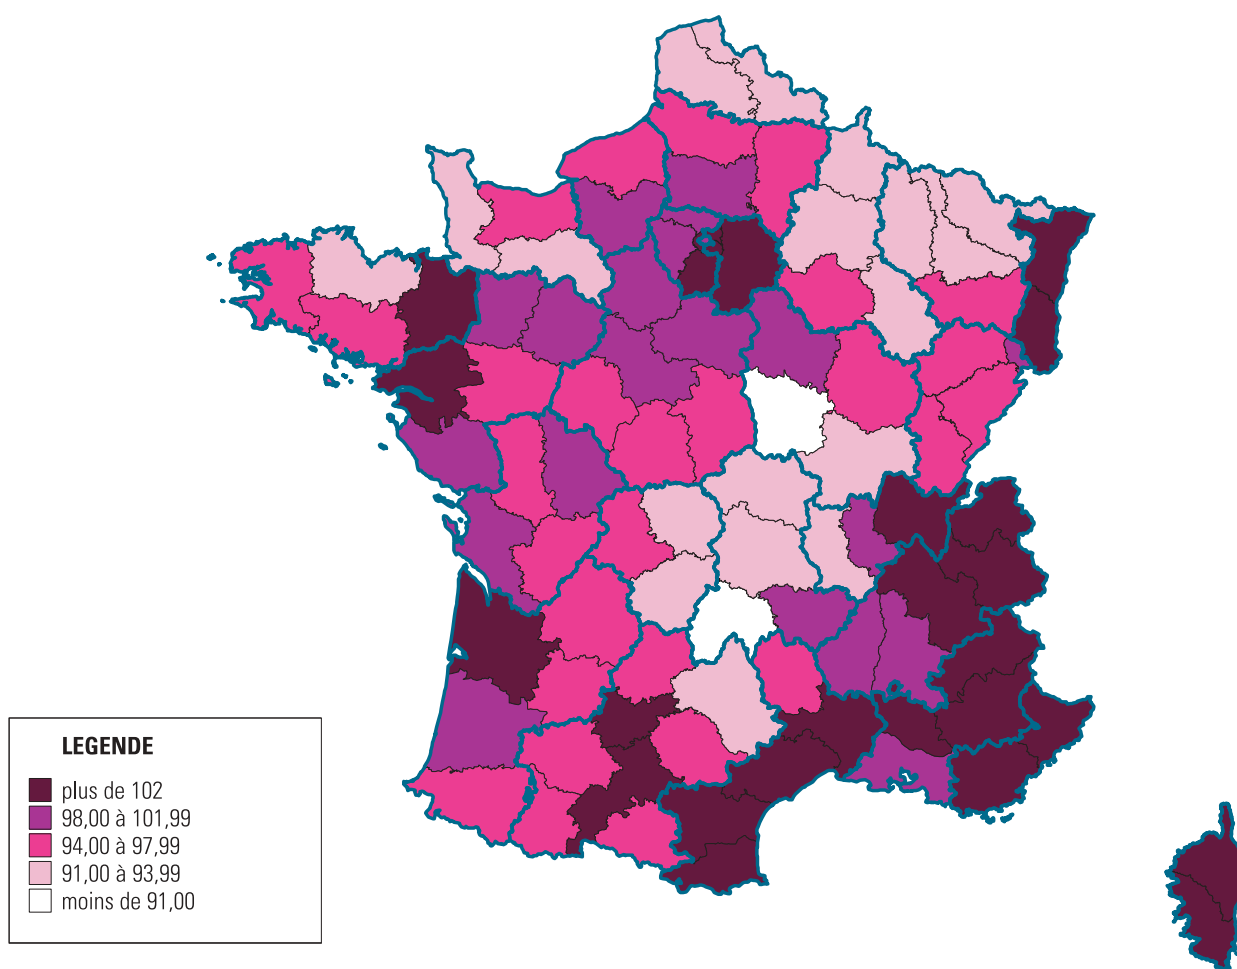 LEGENDE
plus de 102
98,00 à 101,99
94,00 à 97,99
91,00 à 93,99
moins de 91,00